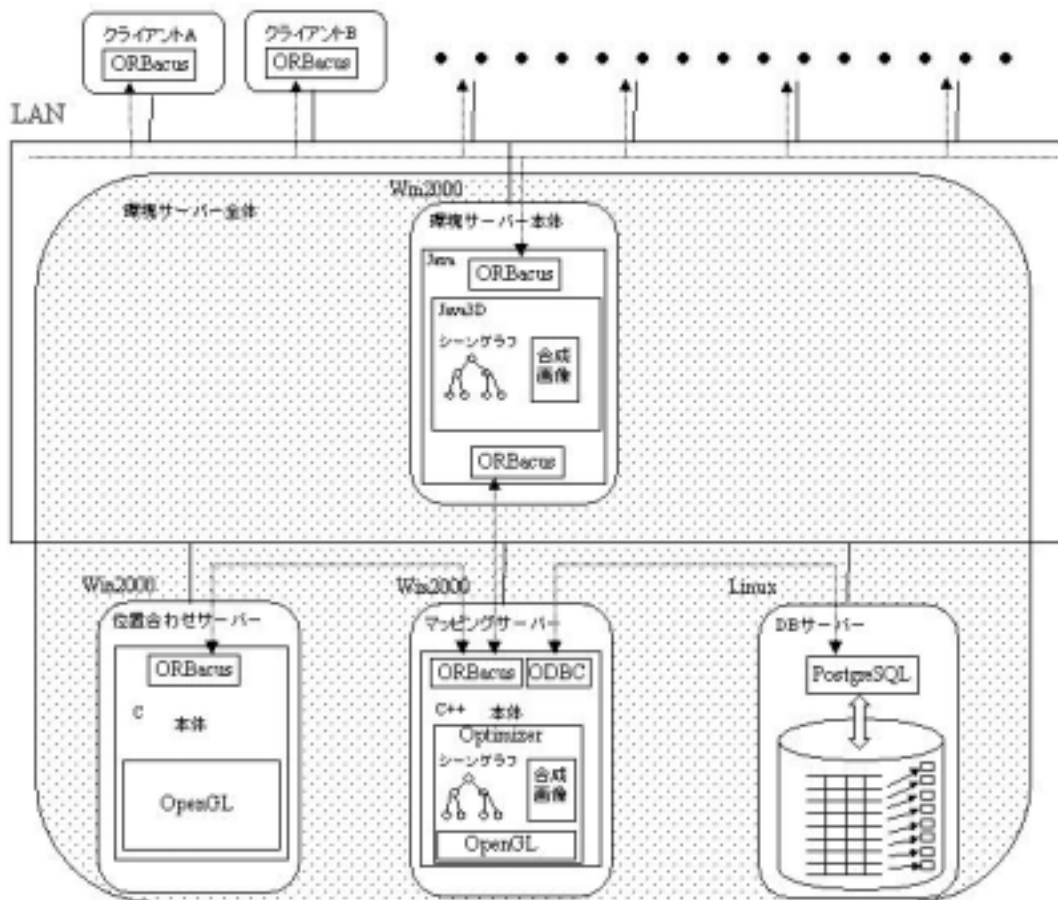 クライアントA
ORBacus
クライアントB
ORBacus
LAN
Win2000
環境サーバー全体
環境サーバー本体
Java
ORBacus
Java3D
シーングラフ
合成
画像
ORBacus
Win2000
位置合わせサーバー
ORBacus
C
本体
OpenGL
Win2000
マッピングサーバー
ORBacus
ODBC
C++
本体
Optimizer
シーングラフ
合成
画像
OpenGL
Linux
DBサーバー
PostgreSQL